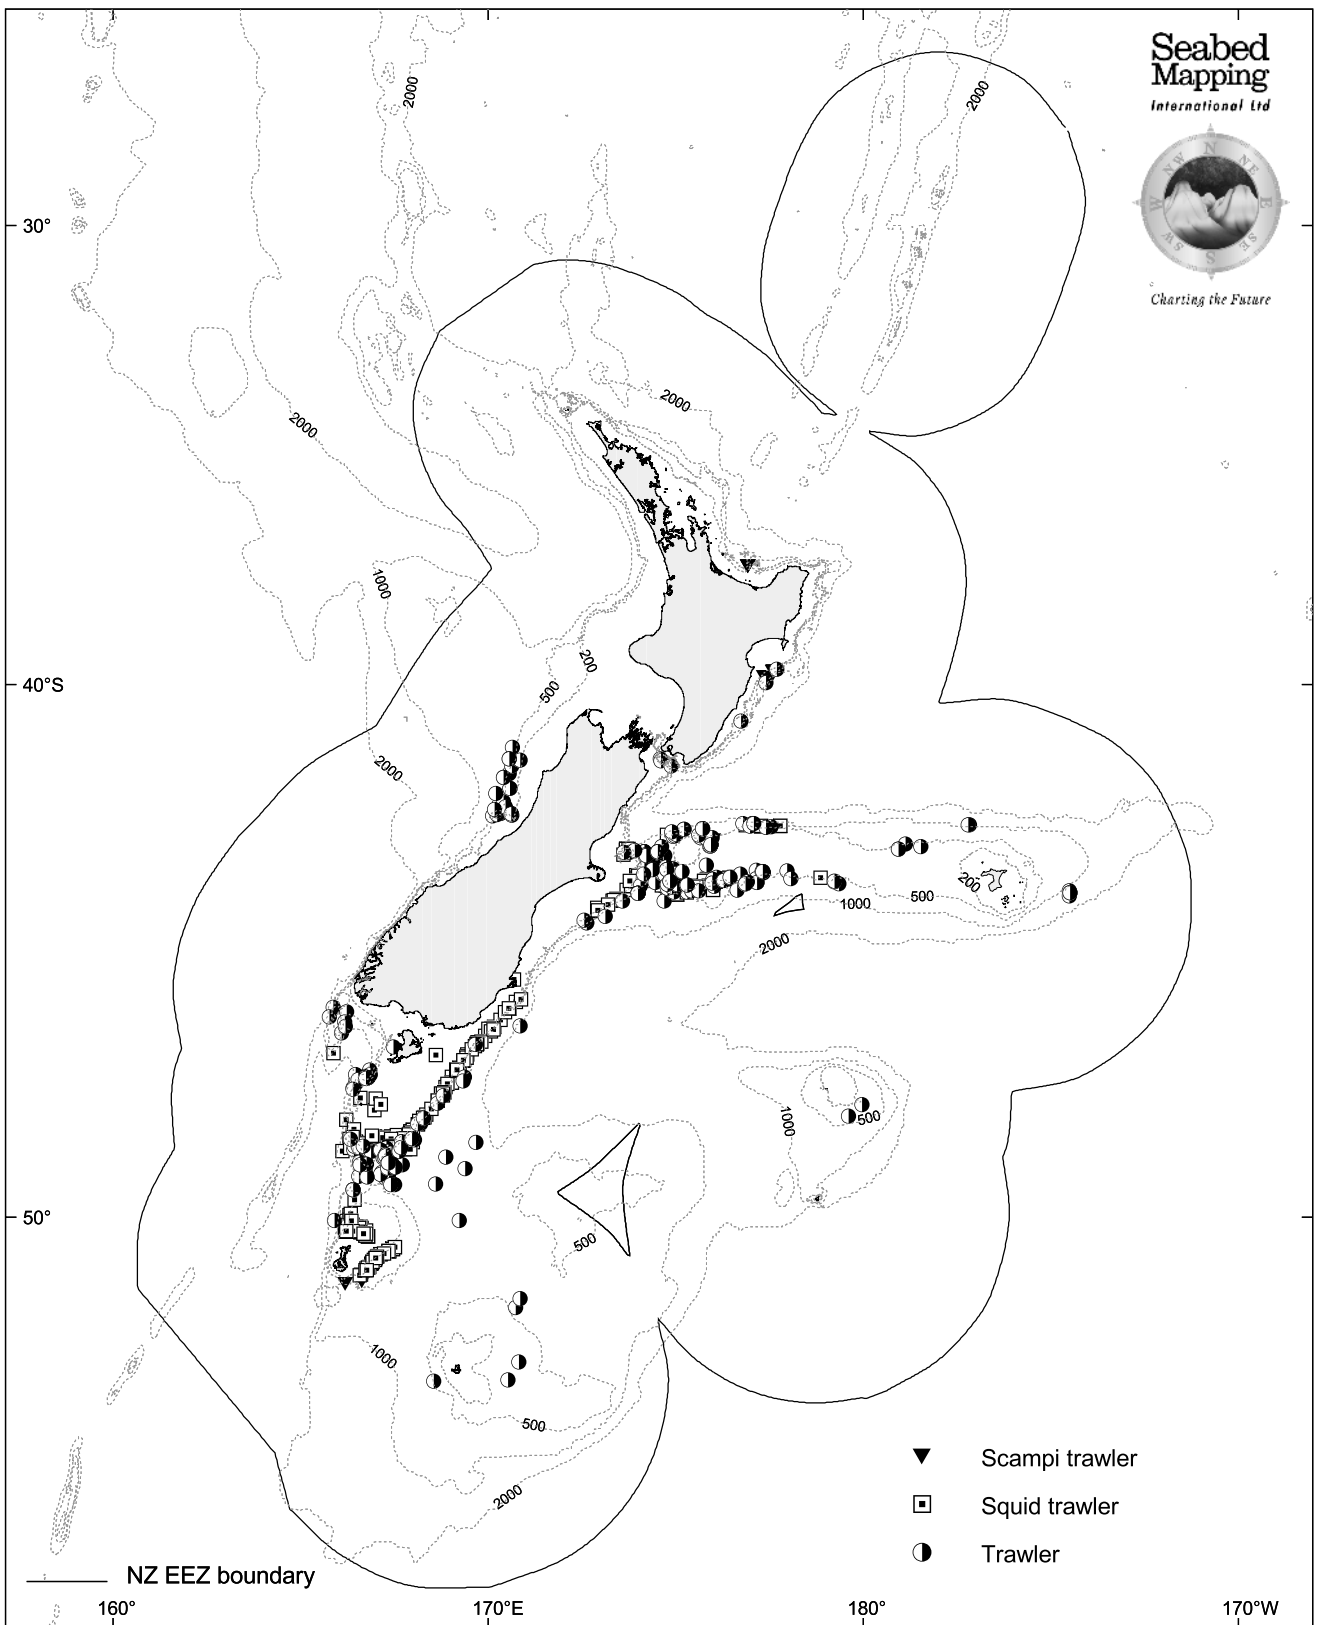 Seabed
Mapping
International Ltd
N
NE
E
SE
S
SW
W
NW
Charting the Future
2000
2000
30°
2000
2000
1000
200
40°S
500
2000
200
500
1000
2000
1000
500
50°
500
1000
500
2000
Scampi trawler
Squid trawler
Trawler
NZ EEZ boundary
160°
170°E
180°
170°W